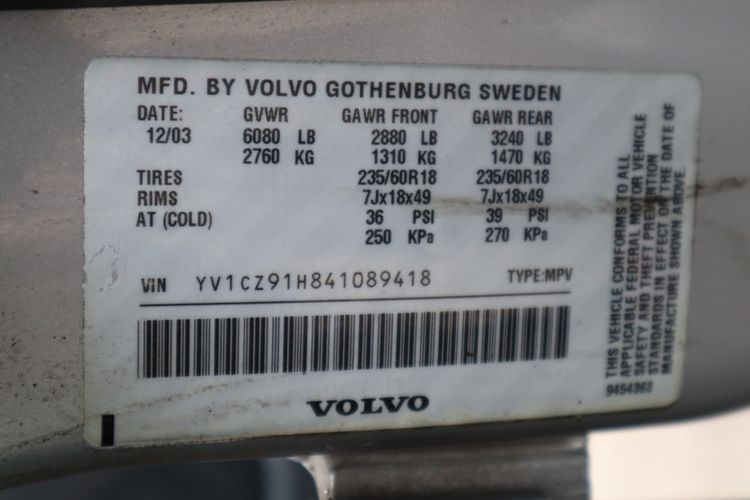 MFD. BY VOLVO GOTHENBURG SWEDEN
DATE: GVWR GAWR FRONT GAWR REAR
12/03 6080 LB 2880 LB 3240 LB
2760 KG 1310 KG 1470 KG
TIRES 235/60R18 235/60R18
RIMS 7Jx18x49 7Jx18x49
AT (COLD) 36 PSI 39 PSI
250 KPa 270 KPa
VIN YV1CZ91H841089418 TYPE:MPV
VOLVO
THIS VEHICLE CONFORMS TO ALL
APPLICABLE FEDERAL MOTOR VEHICLE
SAFETY AND THEFT PREVENTION
STANDARDS IN EFFECT ON THE DATE OF
MANUFACTURE SHOWN ABOVE.
9454363